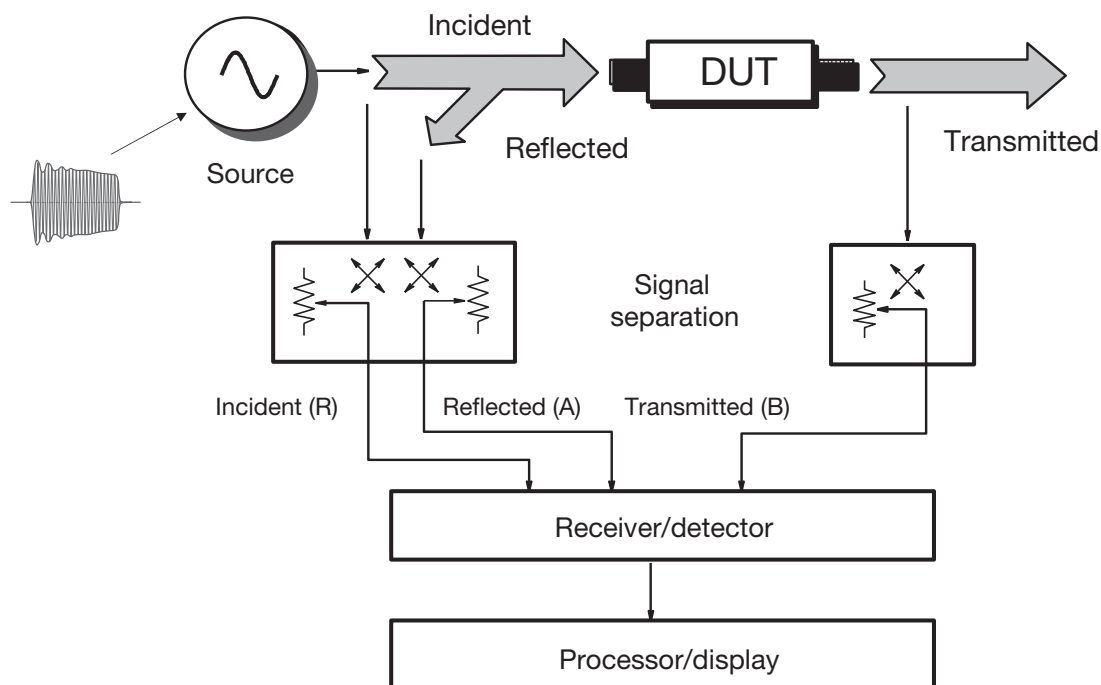 Incident
DUT
Reflected
Transmitted
Source
Signal
separation
Incident (R)
Reflected (A)
Transmitted (B)
Receiver/detector
Processor/display